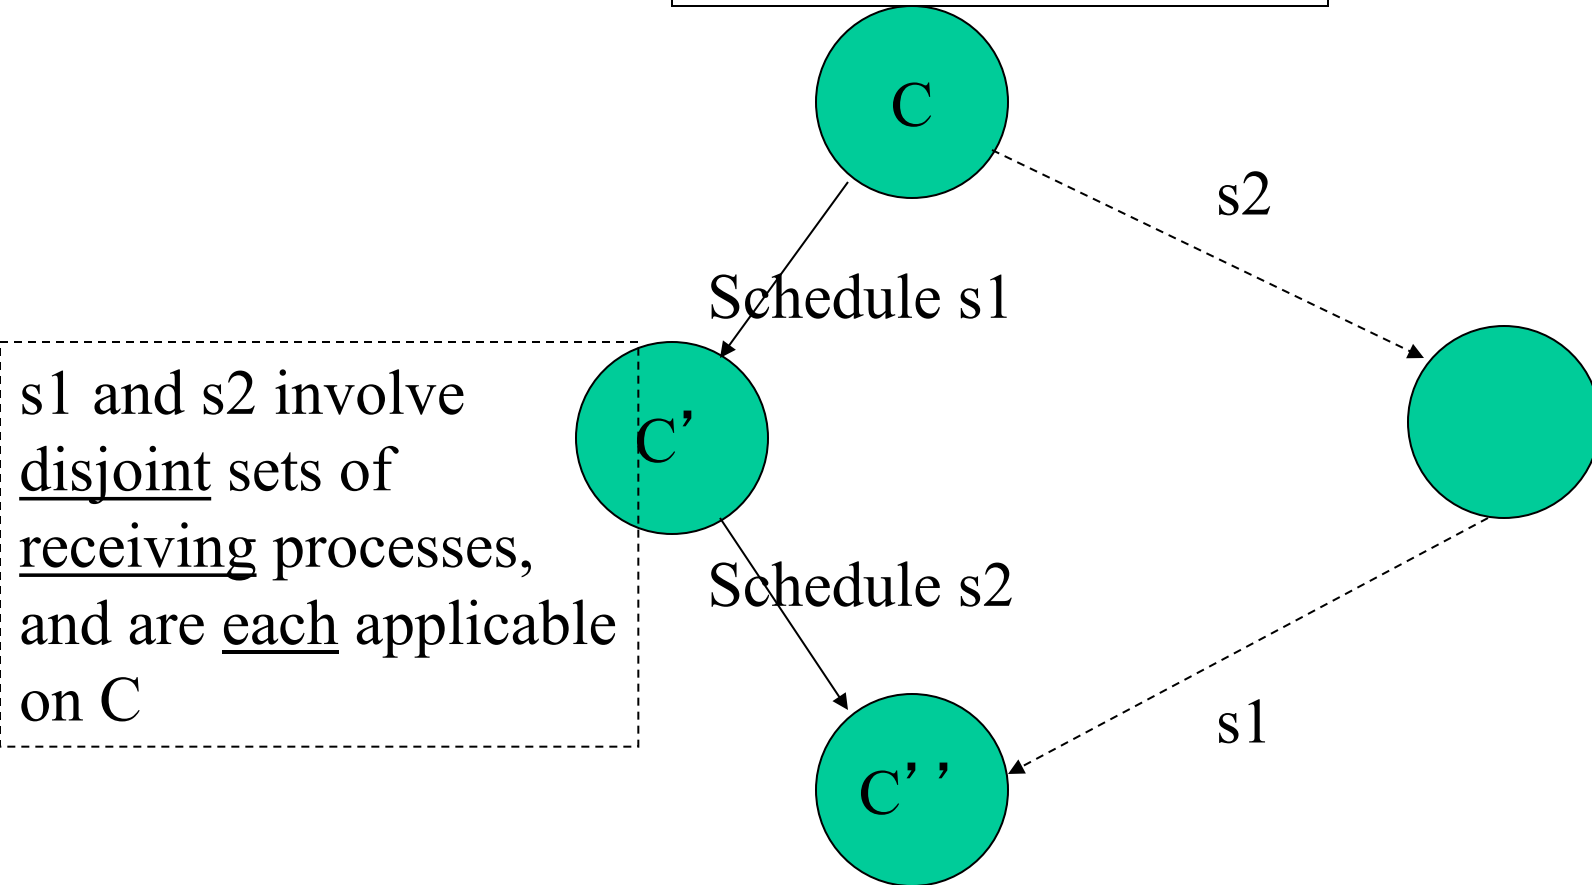 C
s2
Schedule s1
s1 and s2 involve
disjoint sets of
receiving processes,
and are each applicable
on C
C’
Schedule s2
s1
C’’